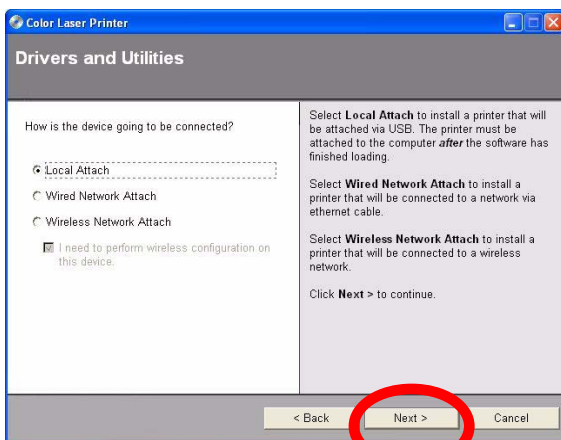 Color Laser Printer
Drivers and Utilities
How is the device going to be connected?
Local Attach
Wired Network Attach
Wireless Network Attach
I need to perform wireless configuration on
this device.
Select Local Attach to install a printer that will
be attached via USB. The printer must be
attached to the computer after the software has
finished loading.
Select Wired Network Attach to install a
printer that will be connected to a network via
ethernet cable.
Select Wireless Network Attach to install a
printer that will be connected to a wireless
network.
Click Next > to continue.
< Back
Next >
Cancel